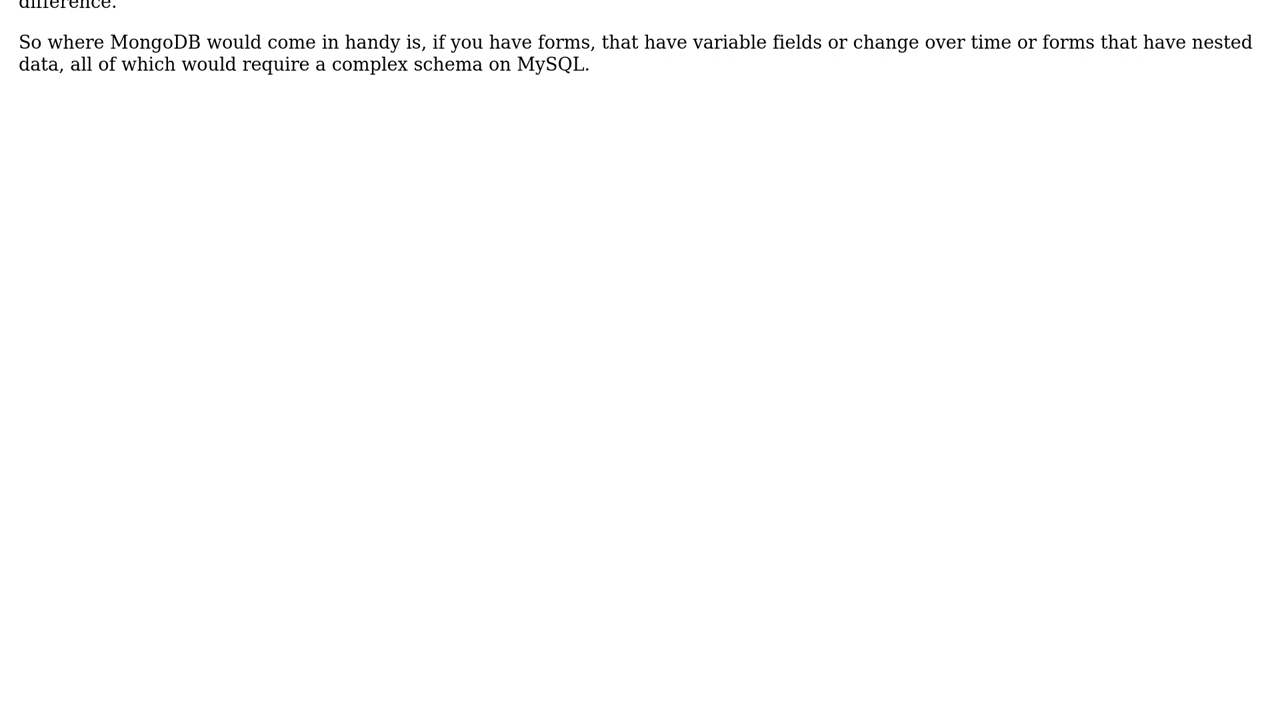 difference.
So where MongoDB would come in handy is, if you have forms, that have variable fields or change over time or forms that have nested
data, all of which would require a complex schema on MySQL.